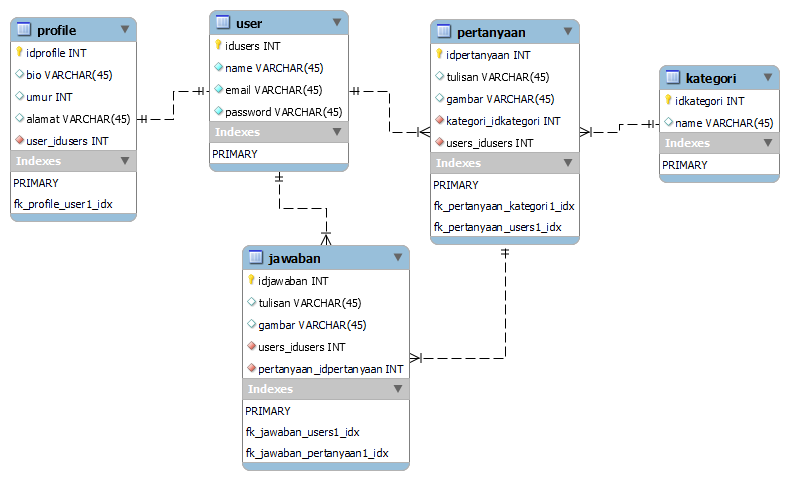 profile
idprofile INT
bio VARCHAR(45)
umur INT
alamat VARCHAR(45)
user_idusers INT
Indexes
PRIMARY
fk_profile_user1_idx
user
idusers INT
name VARCHAR(45)
email VARCHAR(45)
password VARCHAR(45)
Indexes
PRIMARY
pertanyaan
idpertanyaan INT
tulisan VARCHAR(45)
gambar VARCHAR(45)
kategori_idkategori INT
users_idusers INT
Indexes
PRIMARY
fk_pertanyaan_kategori1_idx
fk_pertanyaan_users1_idx
kategori
idkategori INT
name VARCHAR(45)
Indexes
PRIMARY
jawaban
idjawaban INT
tulisan VARCHAR(45)
gambar VARCHAR(45)
users_idusers INT
pertanyaan_idpertanyaan INT
Indexes
PRIMARY
fk_jawaban_users1_idx
fk_jawaban_pertanyaan1_idx